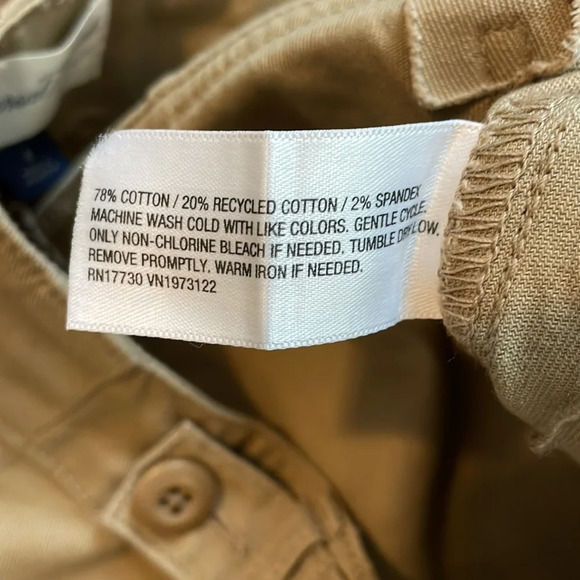 78% COTTON / 20% RECYCLED COTTON / 2% SPANDEX
MACHINE WASH COLD WITH LIKE COLORS. GENTLE CYCLE.
ONLY NON-CHLORINE BLEACH IF NEEDED. TUMBLE DRY LOW.
REMOVE PROMPTLY. WARM IRON IF NEEDED.
RN17730 VN1973122